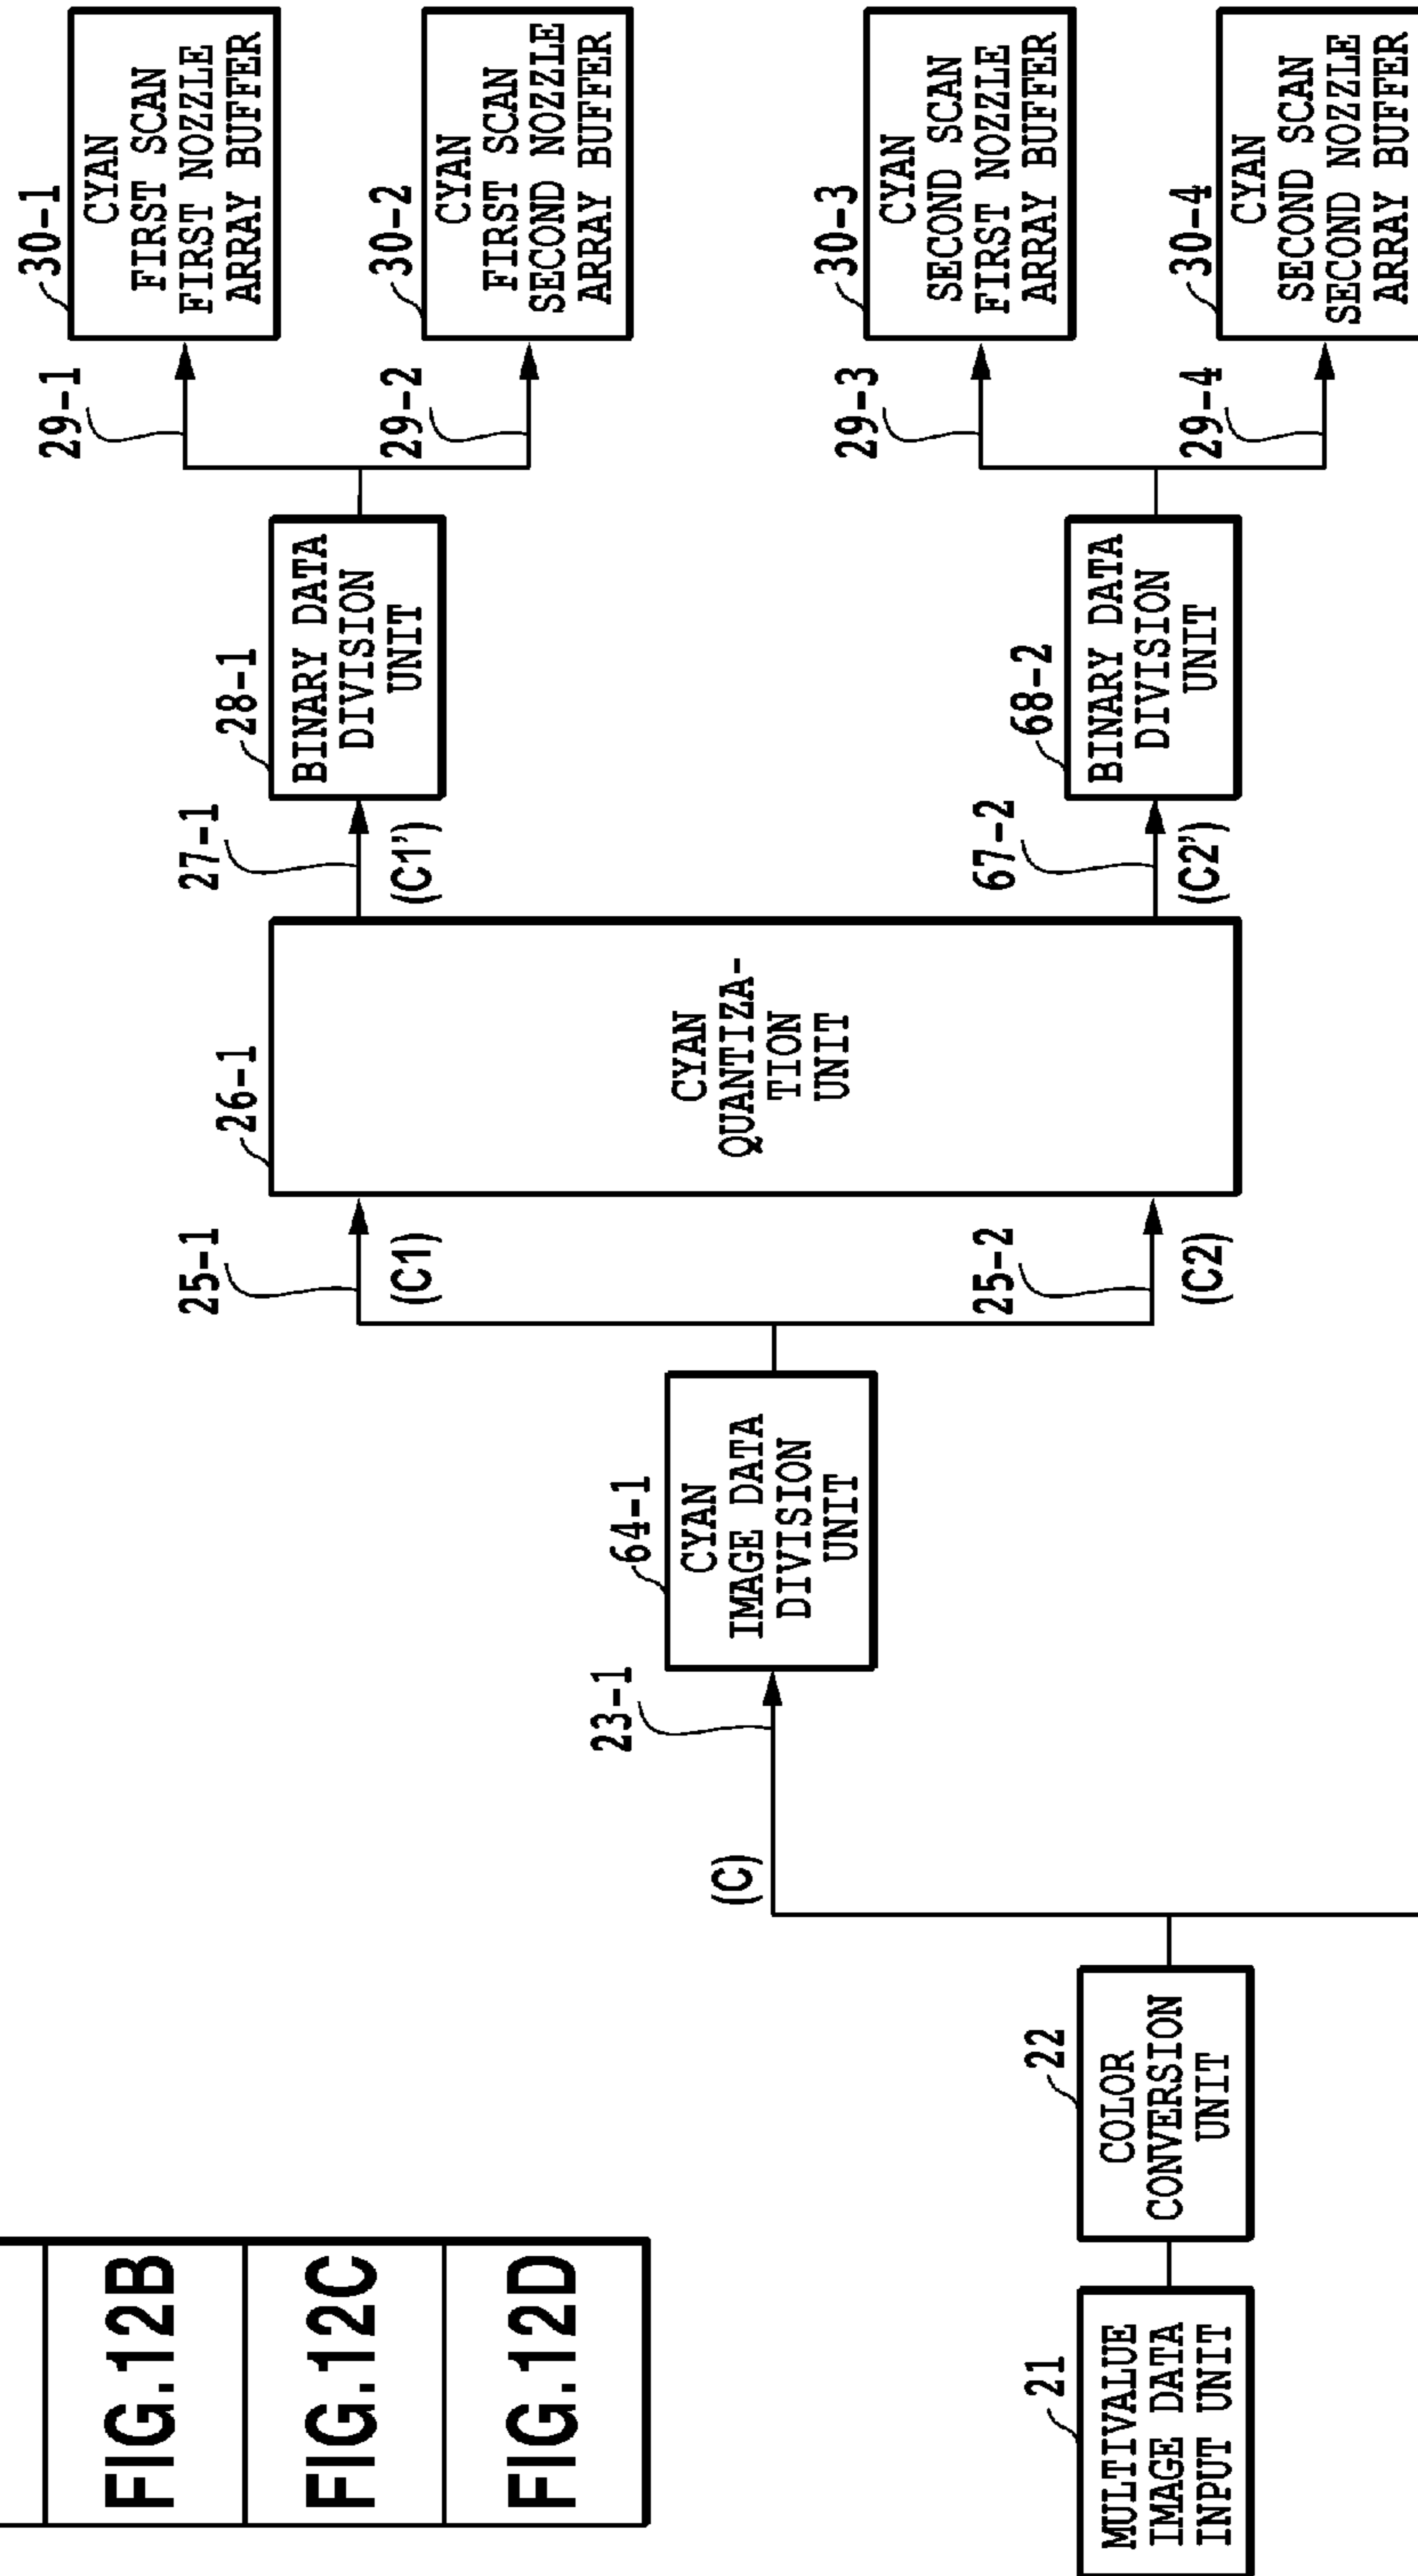 FIG.12B
FIG.12C
FIG.12D
21
MULTIVALUE
IMAGE DATA
INPUT UNIT
22
COLOR
CONVERSION
UNIT
(C)
23-1
64-1
CYAN
IMAGE DATA
DIVISION
UNIT
25-1
(C1)
25-2
(C2)
26-1
CYAN
QUANTIZA-
TION
UNIT
27-1
(C1')
67-2
(C2')
28-1
BINARY DATA
DIVISION
UNIT
68-2
BINARY DATA
DIVISION
UNIT
29-1
29-2
29-3
29-4
30-1
CYAN
FIRST SCAN
FIRST NOZZLE
ARRAY BUFFER
30-2
CYAN
FIRST SCAN
SECOND NOZZLE
ARRAY BUFFER
30-3
CYAN
SECOND SCAN
FIRST NOZZLE
ARRAY BUFFER
30-4
CYAN
SECOND SCAN
SECOND NOZZLE
ARRAY BUFFER